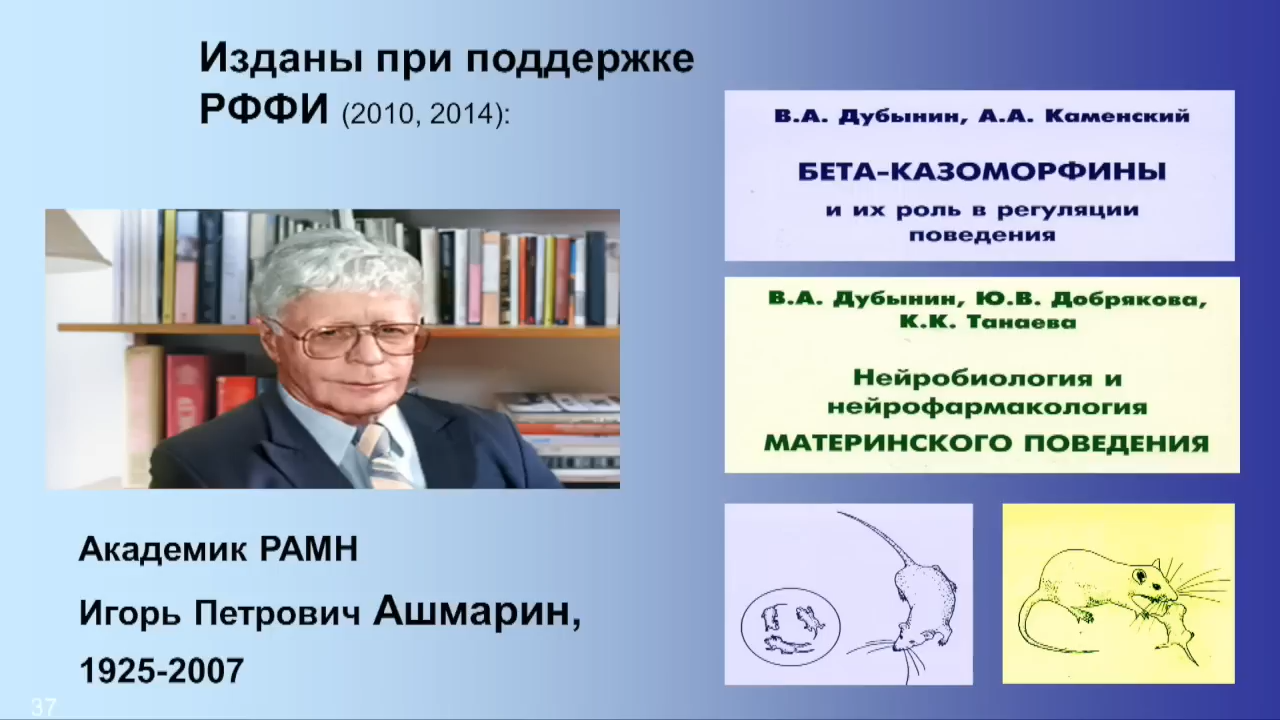 Изданы при поддержке
РФФИ (2010, 2014):
В.А. Дубынин, А.А. Каменский
БЕТА-КАЗОМОРФИНЫ
и их роль в регуляции
поведения
В.А. Дубынин, Ю.В. Добрякова,
К.К. Танаева
Нейробиология и
нейрофармакология
МАТЕРИНСКОГО ПОВЕДЕНИЯ
Академик РАМН
Игорь Петрович Ашмарин,
1925-2007
37